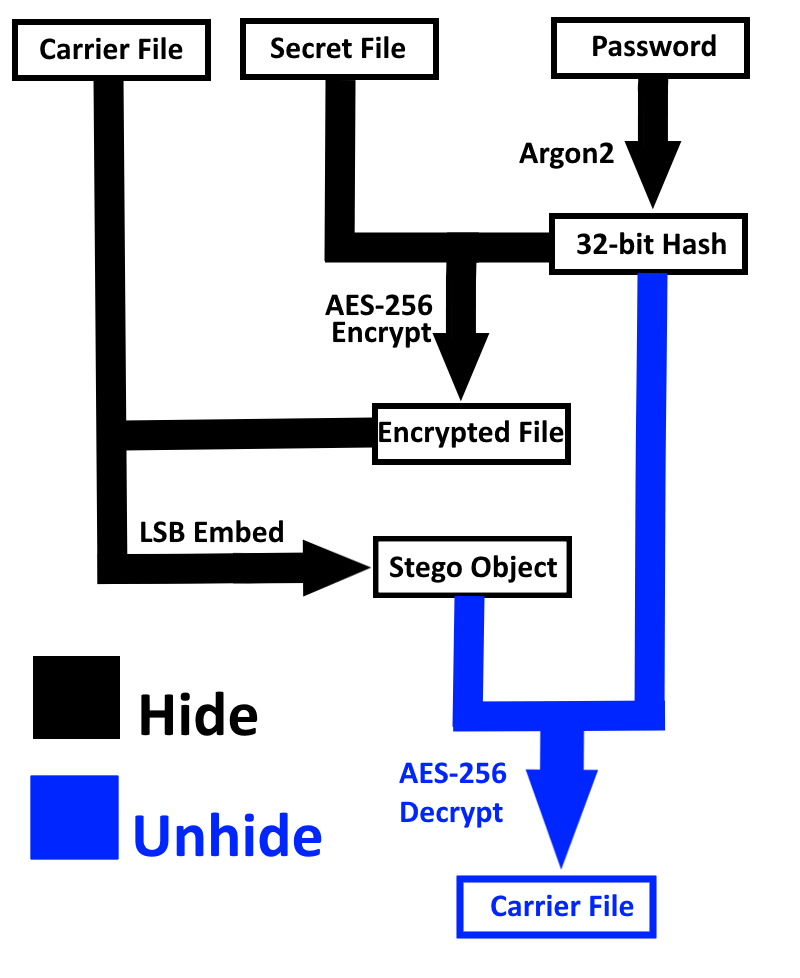 Carrier File
Secret File
Password
Argon2
32-bit Hash
AES-256
Encrypt
Encrypted File
LSB Embed
Stego Object
Hide
Unhide
AES-256
Decrypt
Carrier File